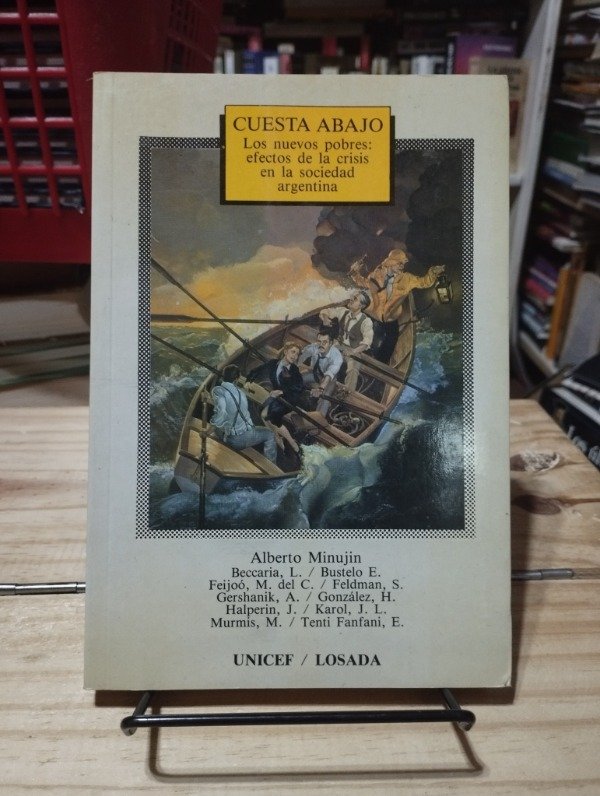 CUESTA ABAJO
Los nuevos pobres:
efectos de la crisis
en la sociedad
argentina
Alberto Minujin
Beccaria, L. / Bustelo E.
Feijoó, M. del C. / Feldman, S.
Gershanik, A. / González, H.
Halperin, J. / Karol, J. L.
Murmis, M. / Tenti Fanfani, E.
UNICEF / LOSADA